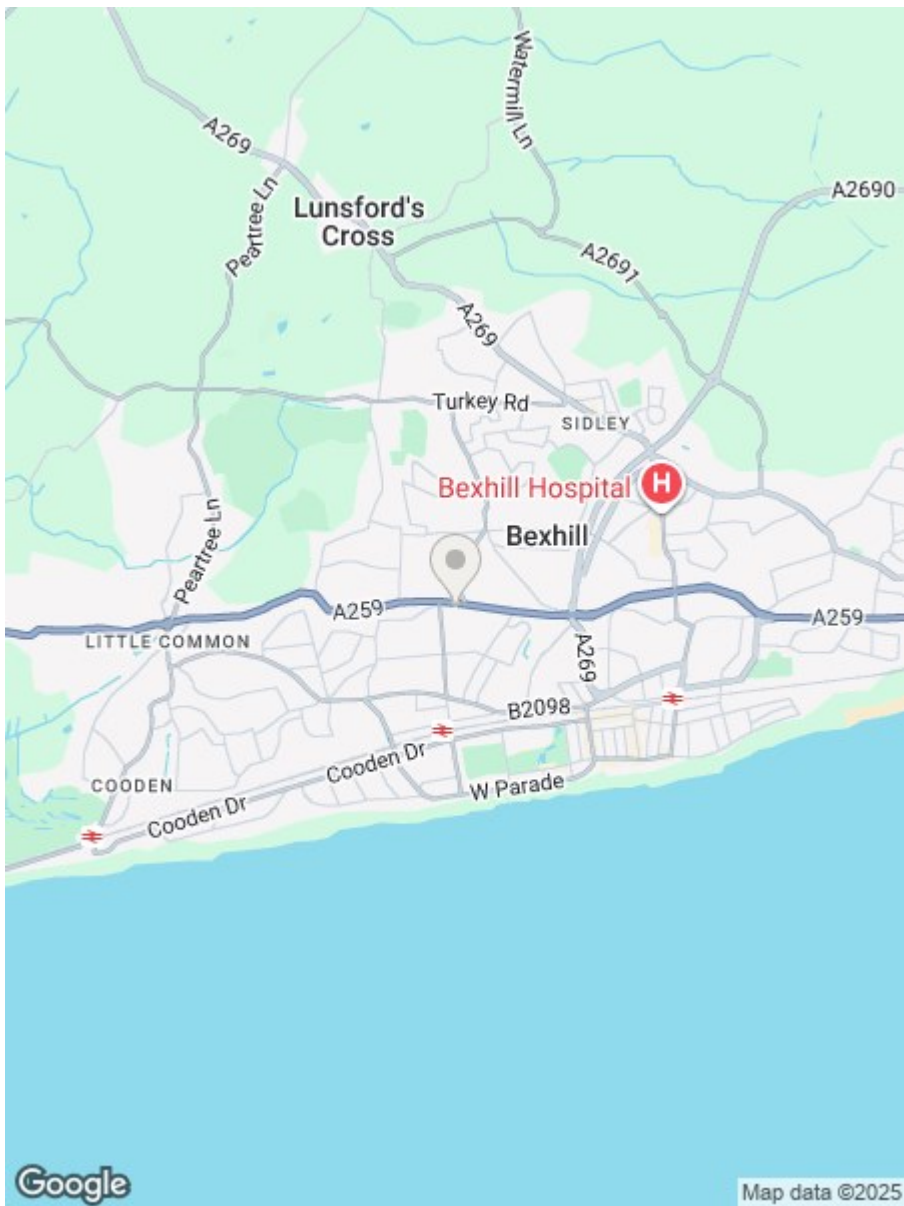 Watermill Ln
A269
A2690
Lunsford's
Cross
Peartree Ln
A2691
A269
Turkey Rd
SIDLEY
Bexhill Hospital
H
Bexhill
Peartree Ln
A259
A259
LITTLE COMMON
A269
B2098
Cooden Dr
COODEN
W Parade
Cooden Dr
Google
Map data ©2025